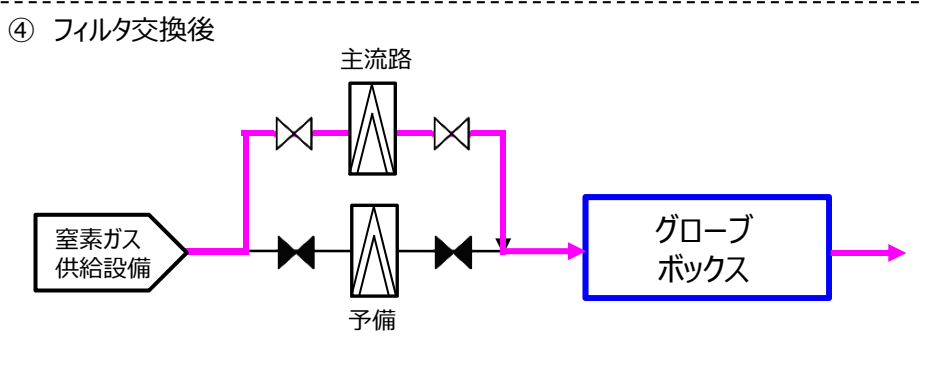 ④ フィルタ交換後
主流路
窒素ガス
供給設備
グローブ
ボックス
予備